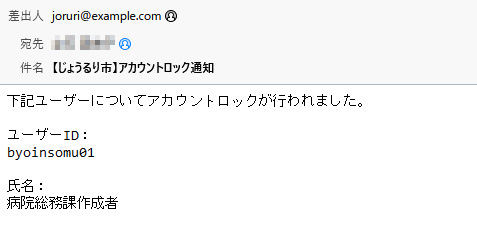 差出人 joruri@example.com
宛先
件名 【じょうるり市】アカウントロック通知
下記ユーザーについてアカウントロックが行われました。
ユーザーID：
byoinsomu01
氏名：
病院総務課作成者